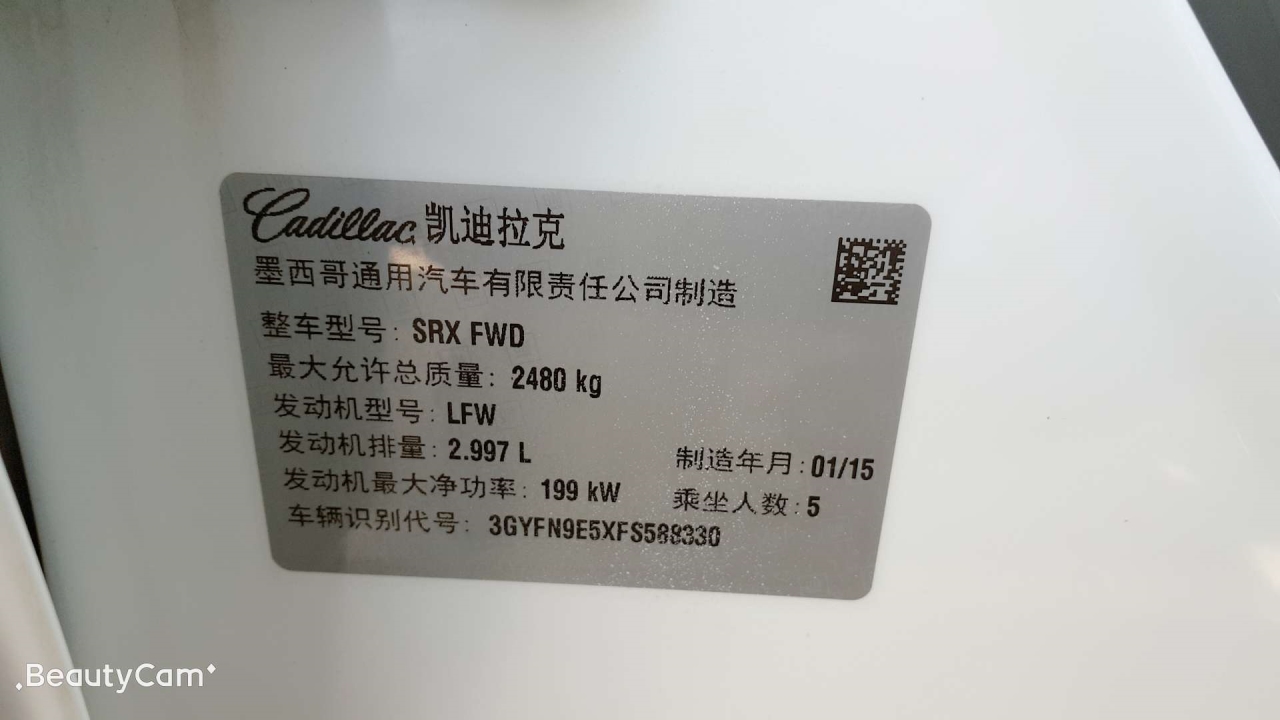 Cadillac 凯迪拉克
墨西哥通用汽车有限责任公司制造
整车型号: SRX FWD
最大允许总质量: 2480 kg
发动机型号: LFW
发动机排量: 2.997 L
制造年月: 01/15
发动机最大净功率: 199 kW
乘坐人数: 5
车辆识别代号: 3GYFN9E5XFS588330
BeautyCam